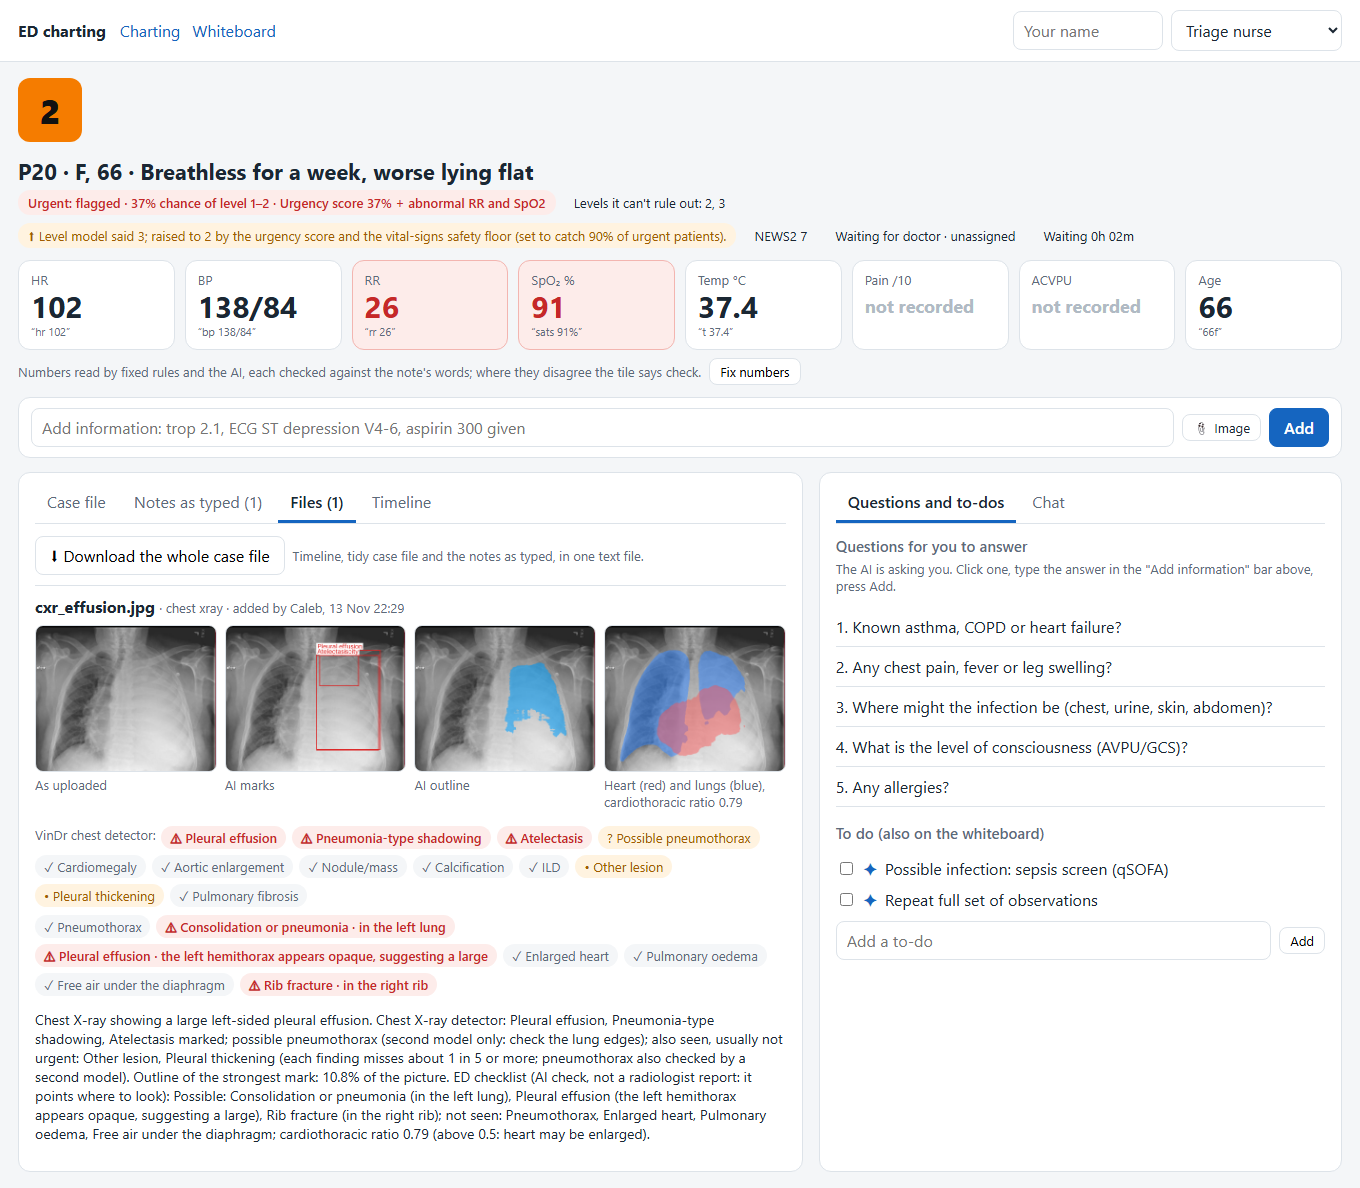 ED charting Charting Whiteboard Your name Triage nurse
2
P20 · F, 66 · Breathless for a week, worse lying flat
Urgent: flagged · 37% chance of level 1–2 · Urgency score 37% + abnormal RR and SpO2 Levels it can't rule out: 2, 3
⬆ Level model said 3; raised to 2 by the urgency score and the vital-signs safety floor (set to catch 90% of urgent patients). NEWS2 7 Waiting for doctor · unassigned Waiting 0h 02m
HR BP RR SpO₂ % Temp °C Pain /10 ACVPU Age
102 138/84 26 91 37.4 not recorded not recorded 66
"hr 102" "bp 138/84" "rr 26" "sats 91%" "t 37.4" "66f"
Numbers read by fixed rules and the AI, each checked against the note's words; where they disagree the tile says check. Fix numbers
Add information: trop 2.1, ECG ST depression V4-6, aspirin 300 given Image Add
Case file Notes as typed (1) Files (1) Timeline
⬇ Download the whole case file Timeline, tidy case file and the notes as typed, in one text file.
cxr_effusion.jpg · chest xray · added by Caleb, 13 Nov 22:29
Pleural effusion
As uploaded AI marks AI outline Heart (red) and lungs (blue),
cardiothoracic ratio 0.79
VinDr chest detector: ⚠ Pleural effusion ⚠ Pneumonia-type shadowing ⚠ Atelectasis ? Possible pneumothorax
✓ Cardiomegaly ✓ Aortic enlargement ✓ Nodule/mass ✓ Calcification ✓ ILD • Other lesion
• Pleural thickening ✓ Pulmonary fibrosis
✓ Pneumothorax ⚠ Consolidation or pneumonia · in the left lung
⚠ Pleural effusion · the left hemithorax appears opaque, suggesting a large ✓ Enlarged heart ✓ Pulmonary oedema
✓ Free air under the diaphragm ⚠ Rib fracture · in the right rib
Chest X-ray showing a large left-sided pleural effusion. Chest X-ray detector: Pleural effusion, Pneumonia-type
shadowing, Atelectasis marked; possible pneumothorax (second model only: check the lung edges); also seen, usually not
urgent: Other lesion, Pleural thickening (each finding misses about 1 in 5 or more; pneumothorax also checked by a
second model). Outline of the strongest mark: 10.8% of the picture. ED checklist (AI check, not a radiologist report: it
points where to look): Possible: Consolidation or pneumonia (in the left lung), Pleural effusion (the left hemithorax
appears opaque, suggesting a large), Rib fracture (in the right rib); not seen: Pneumothorax, Enlarged heart, Pulmonary
oedema, Free air under the diaphragm; cardiothoracic ratio 0.79 (above 0.5: heart may be enlarged).
Questions and to-dos Chat
Questions for you to answer
The AI is asking you. Click one, type the answer in the "Add information" bar above,
press Add.
1. Known asthma, COPD or heart failure?
2. Any chest pain, fever or leg swelling?
3. Where might the infection be (chest, urine, skin, abdomen)?
4. What is the level of consciousness (AVPU/GCS)?
5. Any allergies?
To do (also on the whiteboard)
✦ Possible infection: sepsis screen (qSOFA)
✦ Repeat full set of observations
Add a to-do Add